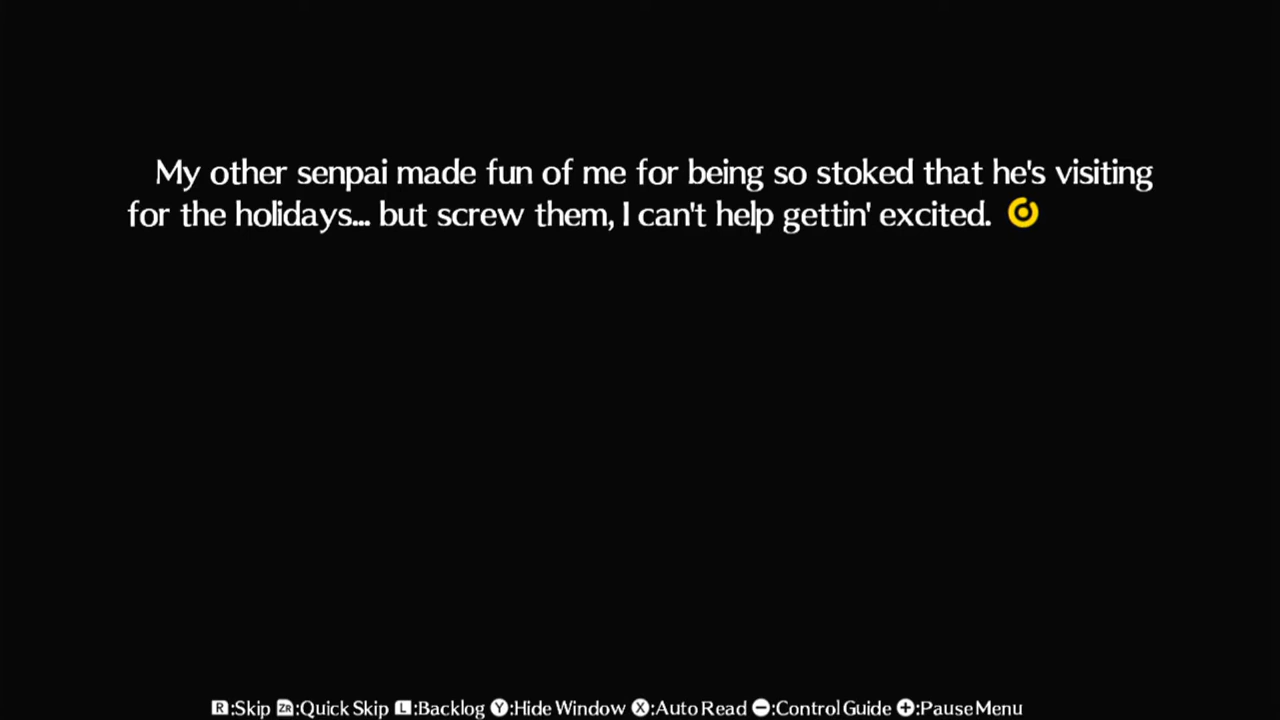 My other senpai made fun of me for being so stoked that he's visiting
for the holidays... but screw them, I can't help gettin' excited.
R:Skip ZR:Quick Skip L:Backlog Y:Hide Window X:Auto Read -:Control Guide +:Pause Menu